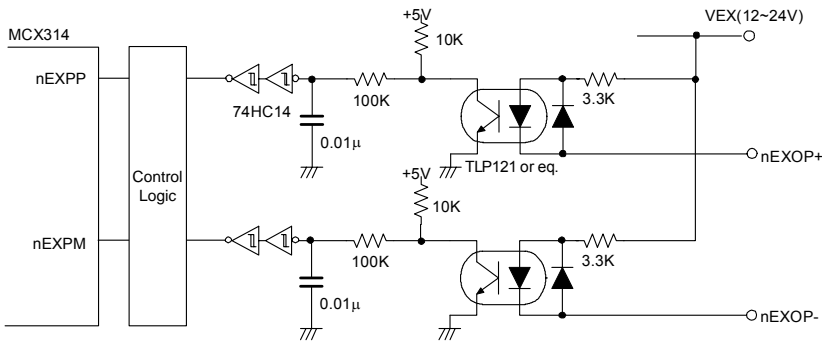 VEX(12~24V)
+5V
MCX314
10K
nEXPP
74HC14
100K
3.3K
0.01μ
nEXOP+
TLP121 or eq.
Control
Logic
+5V
10K
nEXPM
100K
3.3K
0.01μ
nEXOP-